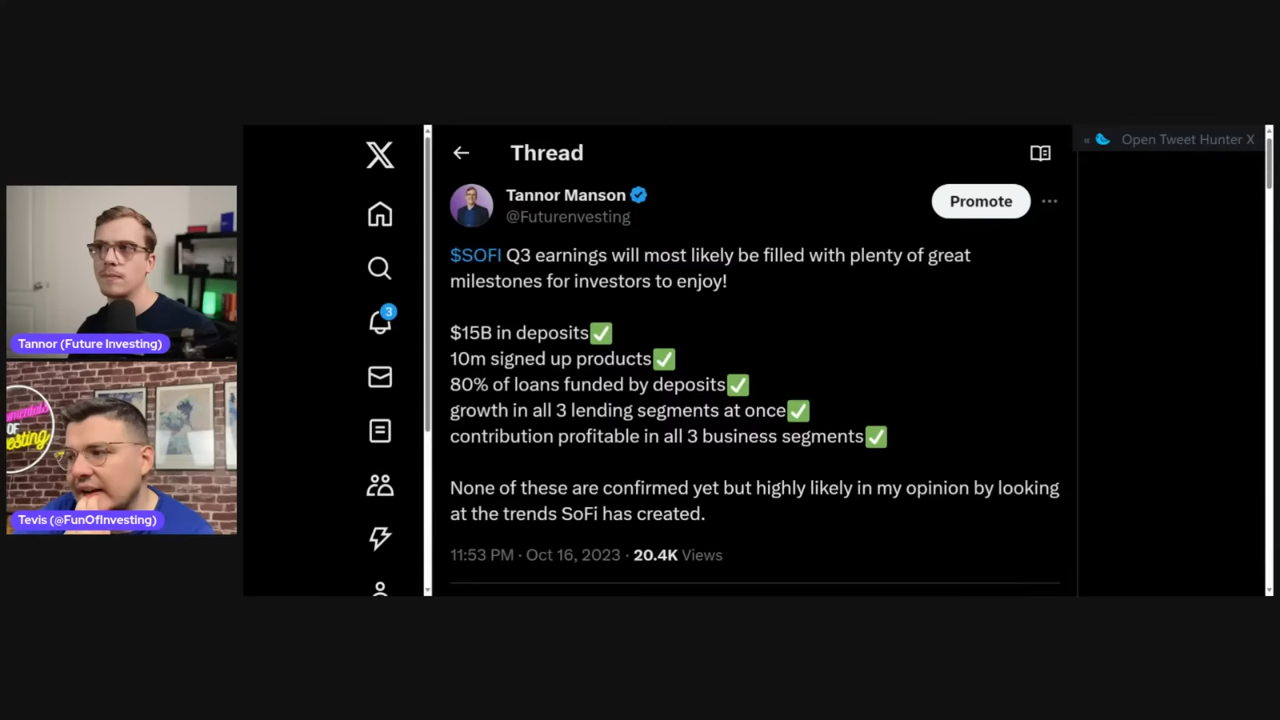 Open Tweet Hunter X
Thread
Tannor Manson
@Futurenvesting
Promote
$SOFI Q3 earnings will most likely be filled with plenty of great
milestones for investors to enjoy!
$15B in deposits✅
10m signed up products✅
80% of loans funded by deposits✅
growth in all 3 lending segments at once✅
contribution profitable in all 3 business segments✅
None of these are confirmed yet but highly likely in my opinion by looking
at the trends SoFi has created.
11:53 PM · Oct 16, 2023 · 20.4K Views
3
Tannor (Future Investing)
OF
Tevis (@FunOfInvesting)